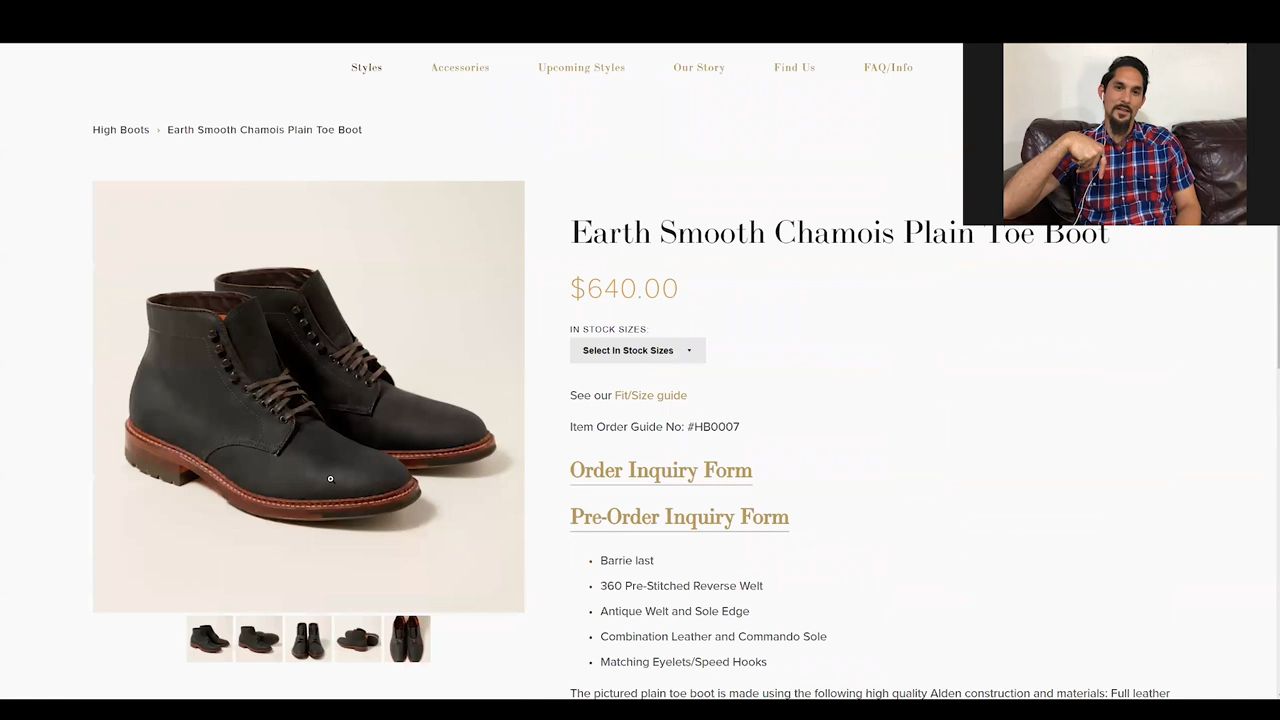 Styles Accessories Upcoming Styles Our Story Find Us FAQ/Info
High Boots › Earth Smooth Chamois Plain Toe Boot
Earth Smooth Chamois Plain Toe Boot
$640.00
IN STOCK SIZES:
Select In Stock Sizes
See our Fit/Size guide
Item Order Guide No: #HB0007
Order Inquiry Form
Pre-Order Inquiry Form
• Barrie last
• 360 Pre-Stitched Reverse Welt
• Antique Welt and Sole Edge
• Combination Leather and Commando Sole
• Matching Eyelets/Speed Hooks
The pictured plain toe boot is made using the following high quality Alden construction and materials: Full leather